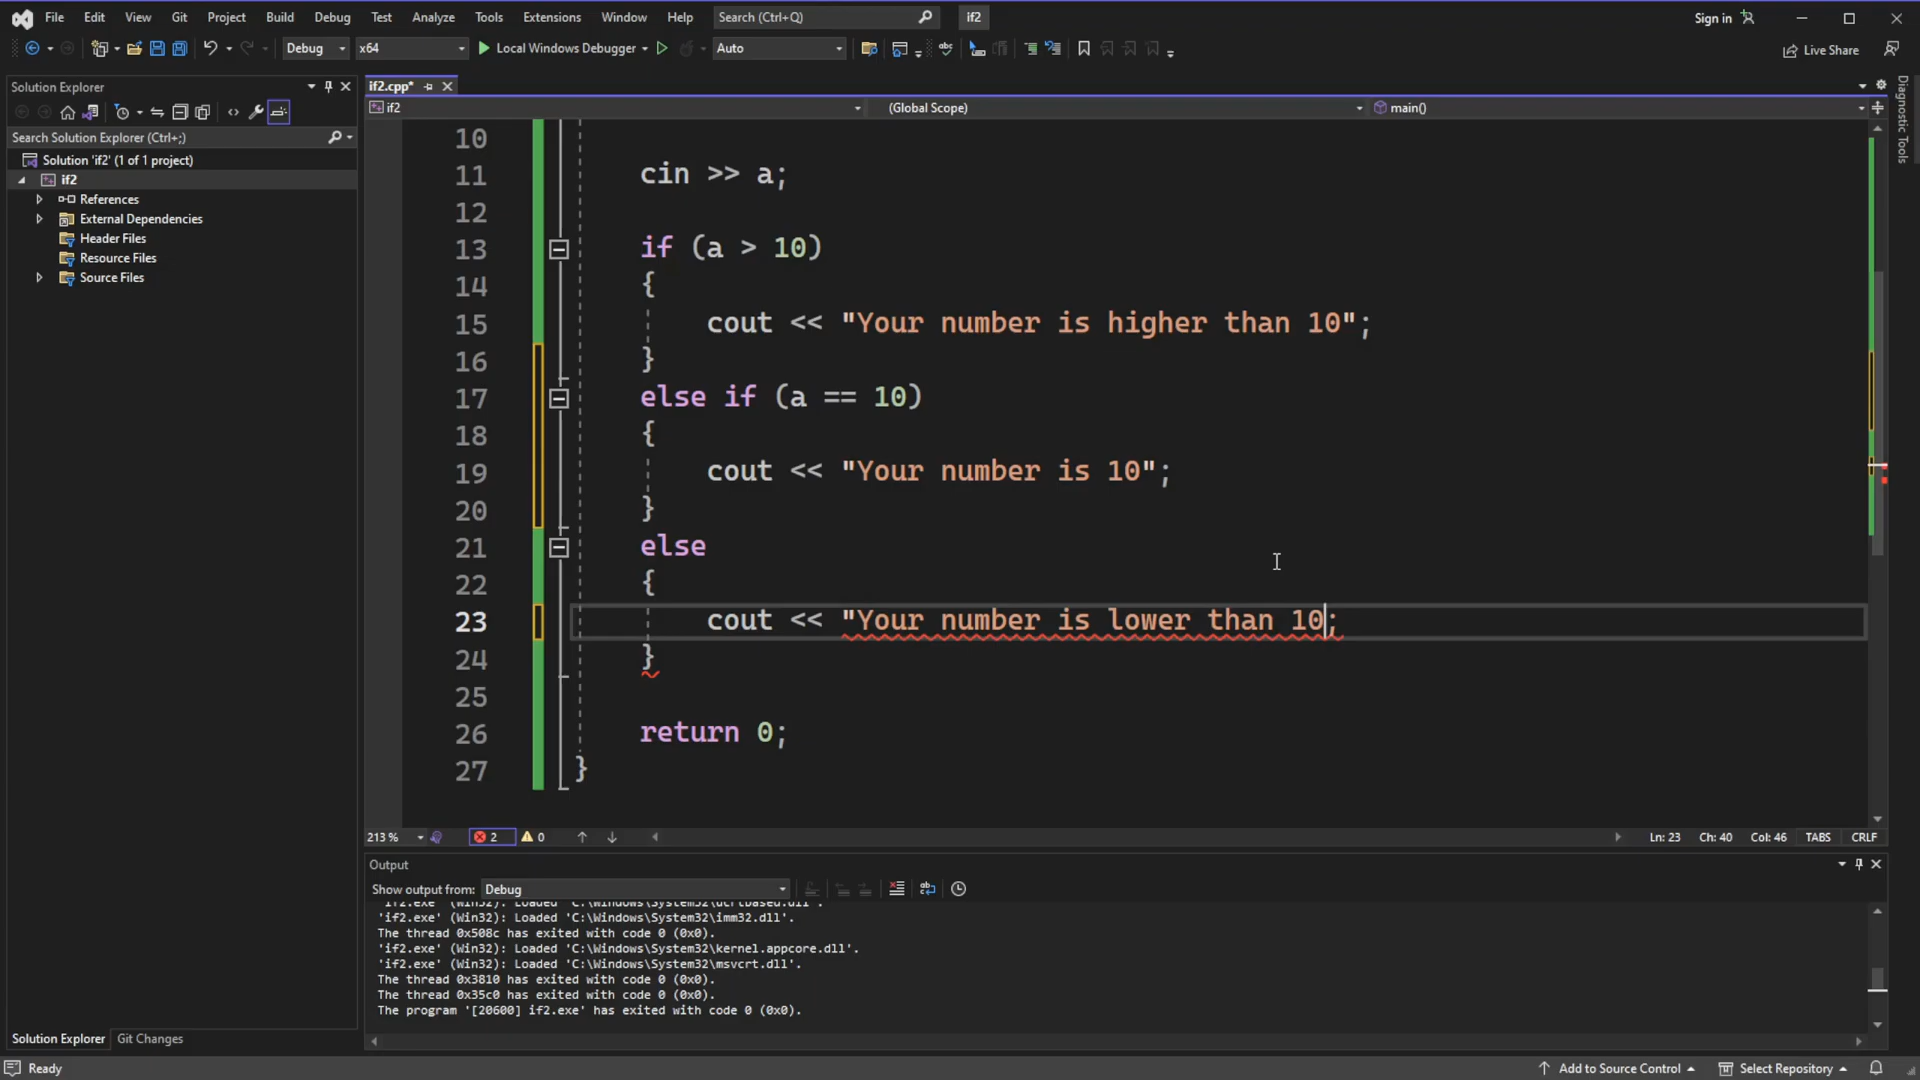 File Edit View Git Project Build Debug Test Analyze Tools Extensions Window Help Search (Ctrl+Q) if2 Sign in
Debug x64 Local Windows Debugger Auto Live Share
Solution Explorer
Search Solution Explorer (Ctrl+;)
Solution 'if2' (1 of 1 project)
if2
References
External Dependencies
Header Files
Resource Files
Source Files
Solution Explorer Git Changes
if2.cpp*
if2 (Global Scope) main()
10
11 cin >> a;
12
13 if (a > 10)
14 {
15 cout << "Your number is higher than 10";
16 }
17 else if (a == 10)
18 {
19 cout << "Your number is 10";
20 }
21 else
22 {
23 cout << "Your number is lower than 10;
24 }
25
26 return 0;
27 }
213 % 2 0 Ln: 23 Ch: 40 Col: 46 TABS CRLF
Output
Show output from: Debug
'if2.exe' (Win32): Loaded 'C:\Windows\System32\ucrtbased.dll'.
'if2.exe' (Win32): Loaded 'C:\Windows\System32\imm32.dll'.
The thread 0x508c has exited with code 0 (0x0).
'if2.exe' (Win32): Loaded 'C:\Windows\System32\kernel.appcore.dll'.
'if2.exe' (Win32): Loaded 'C:\Windows\System32\msvcrt.dll'.
The thread 0x3810 has exited with code 0 (0x0).
The thread 0x35c0 has exited with code 0 (0x0).
The program '[20600] if2.exe' has exited with code 0 (0x0).
Diagnostic Tools
Ready Add to Source Control Select Repository